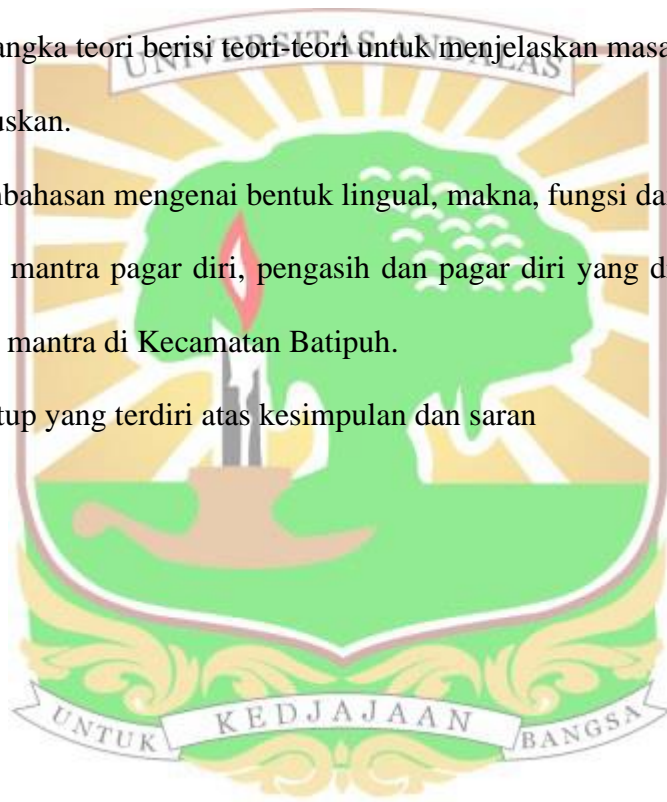 UNIVERSITAS ANDALAS
angka teori berisi teori-teori untuk menjelaskan masa
uskan.
bahasan mengenai bentuk lingual, makna, fungsi da
mantra pagar diri, pengasih dan pagar diri yang d
mantra di Kecamatan Batipuh.
tup yang terdiri atas kesimpulan dan saran
UNTUK KEDJAJAAN BANGSA